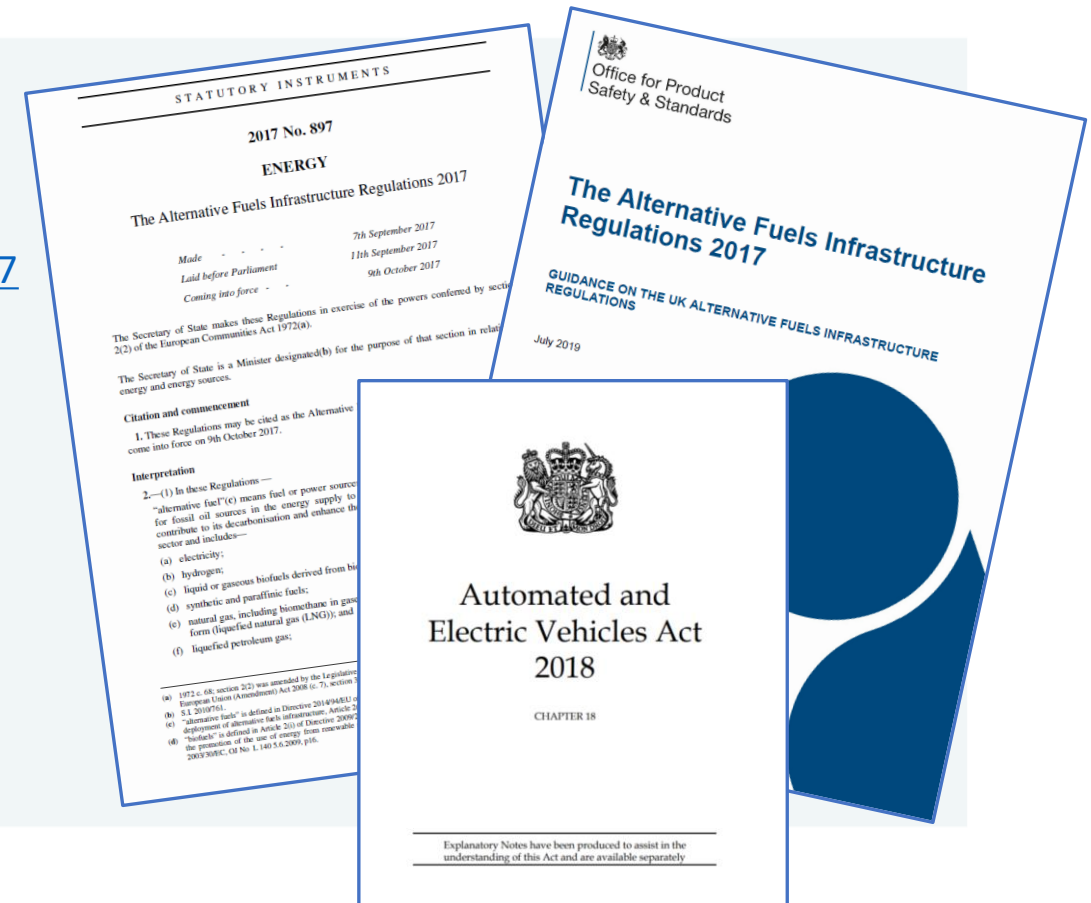 7
STATUTORY INSTRUMENTS
2017 No. 897
ENERGY
The Alternative Fuels Infrastructure Regulations 2017
Made - - - 7th September 2017
Laid before Parliament 11th September 2017
Coming into force - - 9th October 2017
The Secretary of State makes these Regulations in exercise of the powers conferred by
2(2) of the European Communities Act 1972(a).
The Secretary of State is a Minister designated(b) for the purpose of that section in
energy and energy sources.
Citation and commencement
1. These Regulations may be cited as the Alternative
come into force on 9th October 2017.
Interpretation
2.—(1) In these Regulations —
"alternative fuel"(c) means fuel or power
for fossil oil sources in the energy supply to
contribute to its decarbonisation and enhance
sector and includes—
(a) electricity;
(b) hydrogen;
(c) liquid or gaseous biofuels derived from
(d) synthetic and paraffinic fuels;
(e) natural gas, including biomethane in
form (liquefied natural gas (LNG)); and
(f) liquefied petroleum gas;
(a) 1972 c. 68; section 2(2) was amended by the Legislative
European Union (Amendment) Act 2008 (c. 7), section
(b) S.I. 2010/761.
(c) "alternative fuels" is defined in Directive 2014/94/EU
deployment of alternative fuels infrastructure, Article
(d) "biofuels" is defined in Article 2(i) of Directive
the promotion of the use of energy from renewable
2003/30/EC, OJ No. L 140 5.6.2009, p16.
Office for Product
Safety & Standards
The Alternative Fuels Infrastructure
Regulations 2017
GUIDANCE ON THE UK ALTERNATIVE FUELS INFRASTRUCTURE
REGULATIONS
July 2019
Automated and
Electric Vehicles Act
2018
CHAPTER 18
Explanatory Notes have been produced to assist in the
understanding of this Act and are available separately